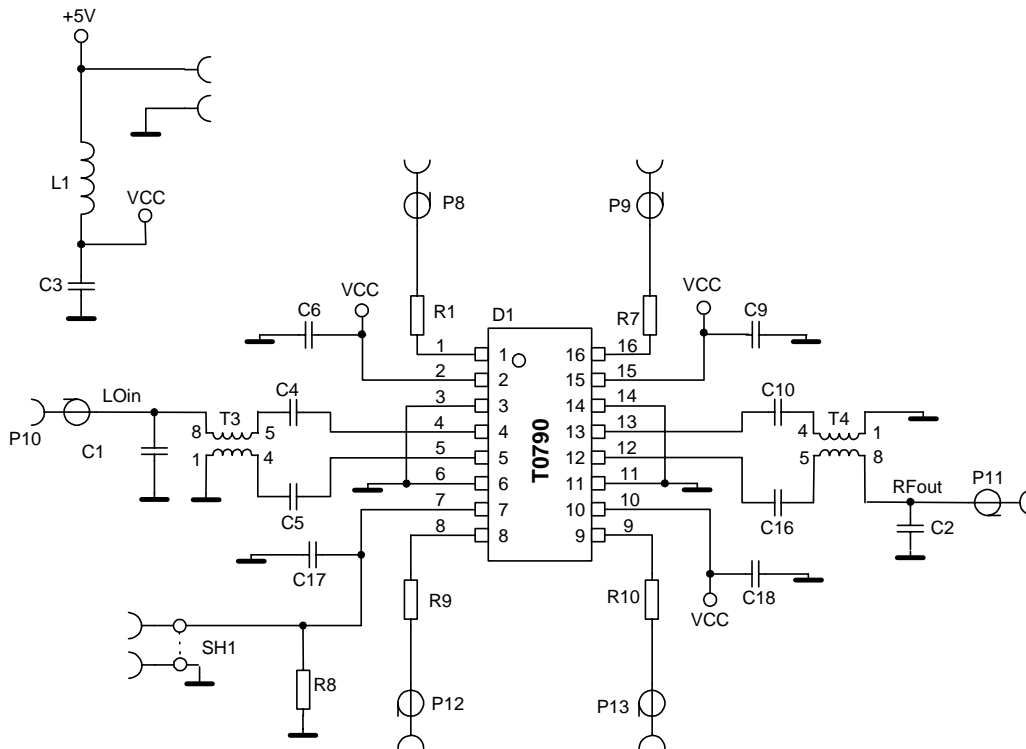 +5V
L1
VCC
C3
P8
P9
VCC
VCC
C6
R1
D1
R7
C9
1
1
16
16
2
2
15
15
LOin
C4
3
3
14
14
C10
T4
P10
C1
T3
8
5
4
4
13
13
4
1
1
4
5
5
12
12
5
8
T0790
6
6
11
11
C5
7
7
10
10
C16
RFout
P11
C2
8
8
9
9
C17
R9
R10
VCC
C18
SH1
R8
P12
P13